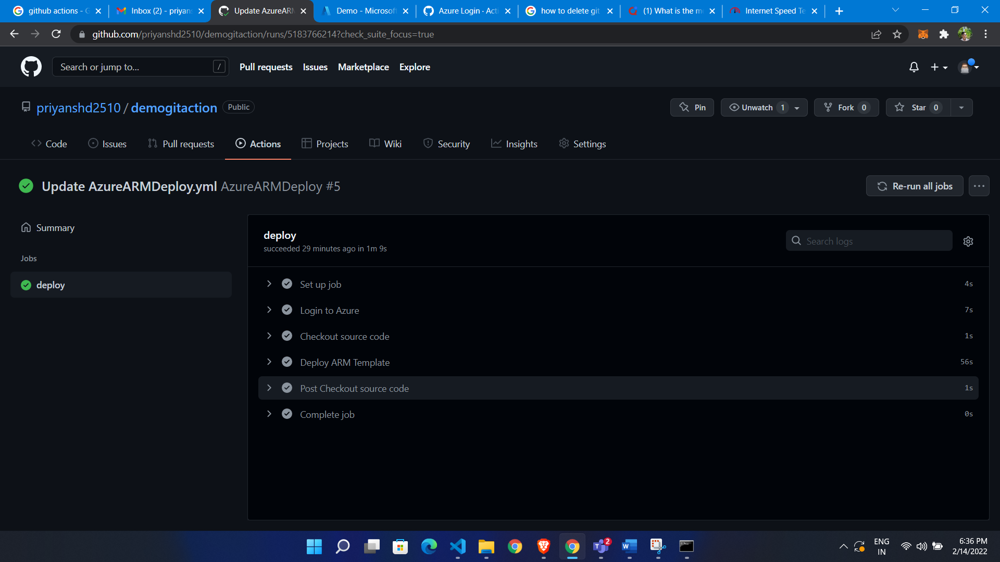 github actions - G
Inbox (2) - priyans
Update AzureARM
Demo - Microsoft
Azure Login · Acti
how to delete git
(1) What is the me
Internet Speed Te
github.com/priyanshd2510/demogitaction/runs/5183766214?check_suite_focus=true
Search or jump to... / Pull requests Issues Marketplace Explore
priyanshd2510 / demogitaction Public
Pin Unwatch 1 Fork 0 Star 0
Code Issues Pull requests Actions Projects Wiki Security Insights Settings
Update AzureARMDeploy.yml AzureARMDeploy #5
Re-run all jobs
Summary
Jobs
deploy
deploy
succeeded 29 minutes ago in 1m 9s
Search logs
Set up job 4s
Login to Azure 7s
Checkout source code 1s
Deploy ARM Template 56s
Post Checkout source code 1s
Complete job 0s
2
ENG
IN
6:36 PM
2/14/2022